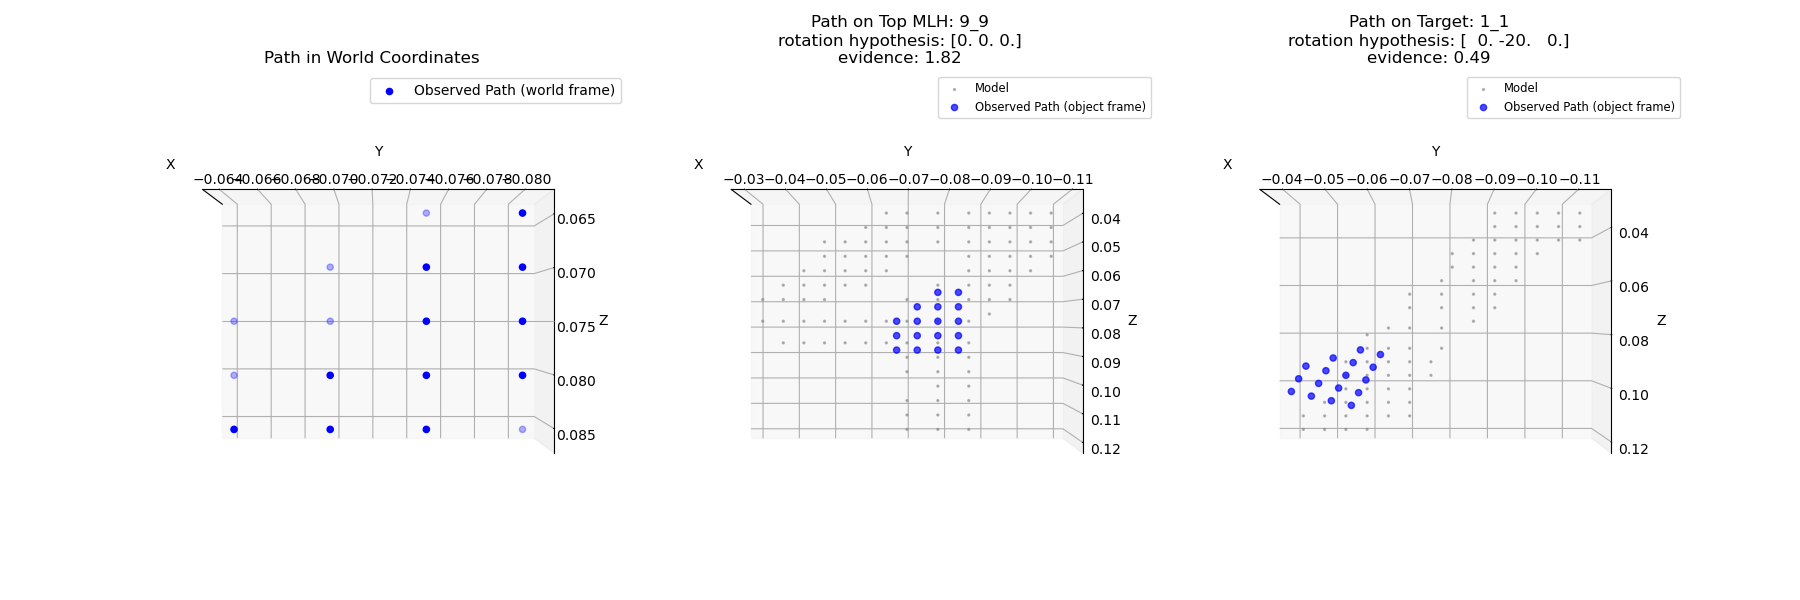 Path in World Coordinates
Observed Path (world frame)
X
Y
−0.064 −0.066 −0.068 −0.070 −0.072 −0.074 −0.076 −0.078 −0.080
0.065
0.070
0.075
Z
0.080
0.085
Path on Top MLH: 9_9
rotation hypothesis: [0. 0. 0.]
evidence: 1.82
Model
Observed Path (object frame)
X
Y
−0.03 −0.04 −0.05 −0.06 −0.07 −0.08 −0.09 −0.10 −0.11
0.04
0.05
0.06
0.07
Z
0.08
0.09
0.10
0.11
0.12
Path on Target: 1_1
rotation hypothesis: [  0. -20.   0.]
evidence: 0.49
Model
Observed Path (object frame)
X
Y
−0.04 −0.05 −0.06 −0.07 −0.08 −0.09 −0.10 −0.11
0.04
0.06
Z
0.08
0.10
0.12